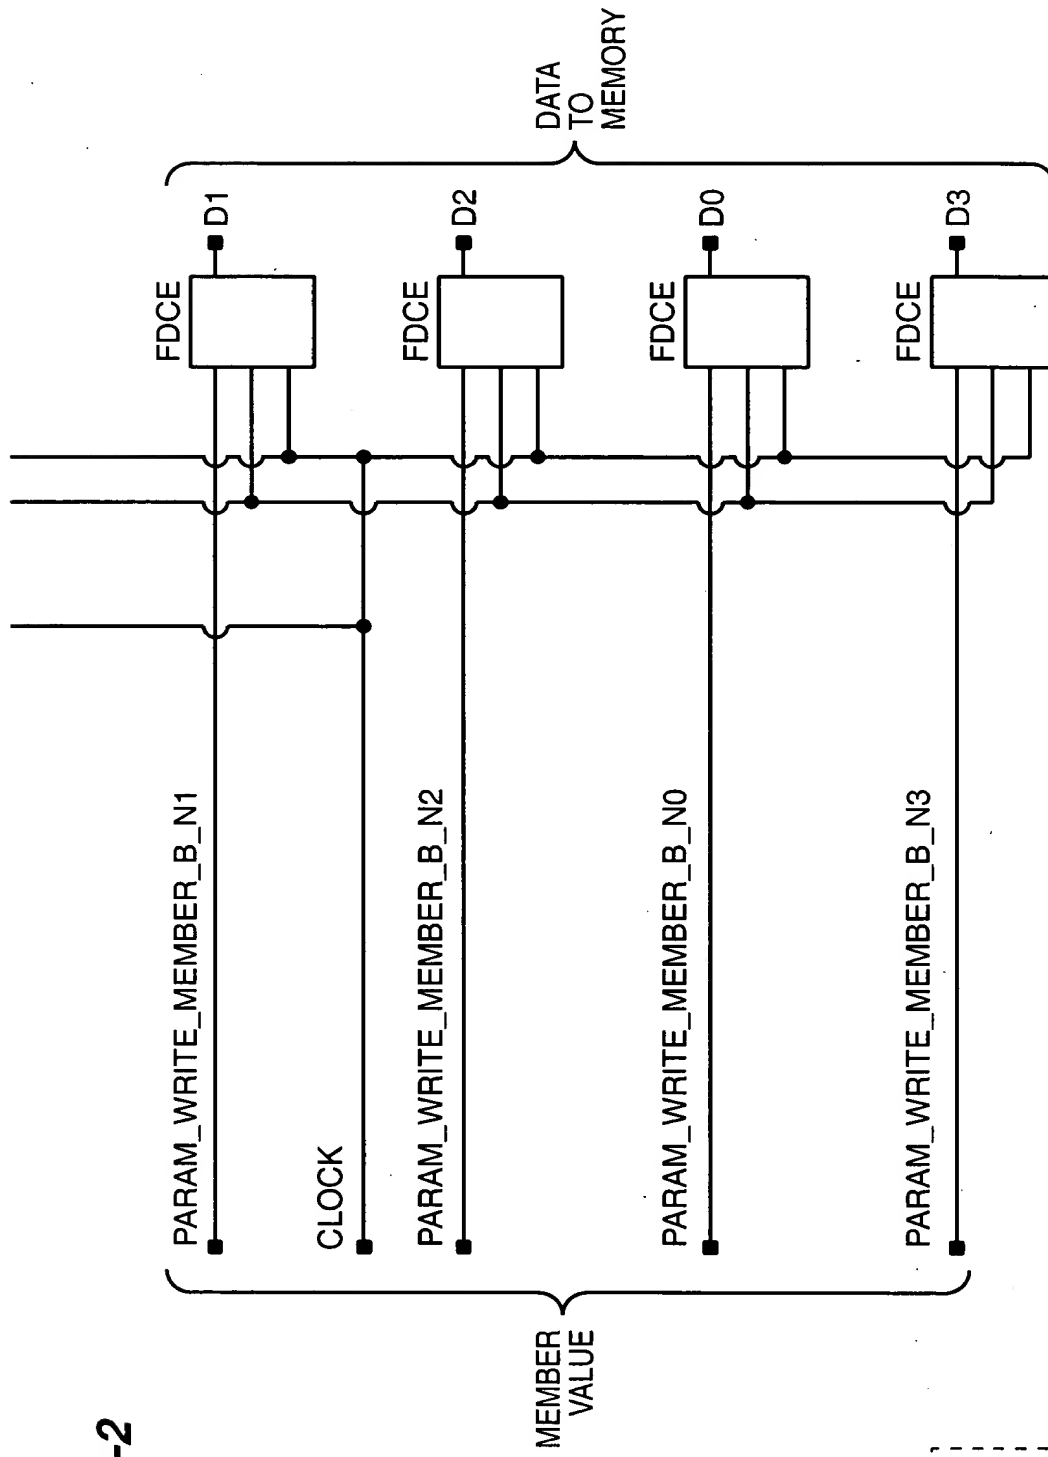 -2
PARAM_WRITE_MEMBER_B_N1
FDCE
D1
CLOCK
PARAM_WRITE_MEMBER_B_N2
FDCE
D2
MEMBER
VALUE
DATA
TO
MEMORY
PARAM_WRITE_MEMBER_B_N0
FDCE
D0
PARAM_WRITE_MEMBER_B_N3
FDCE
D3